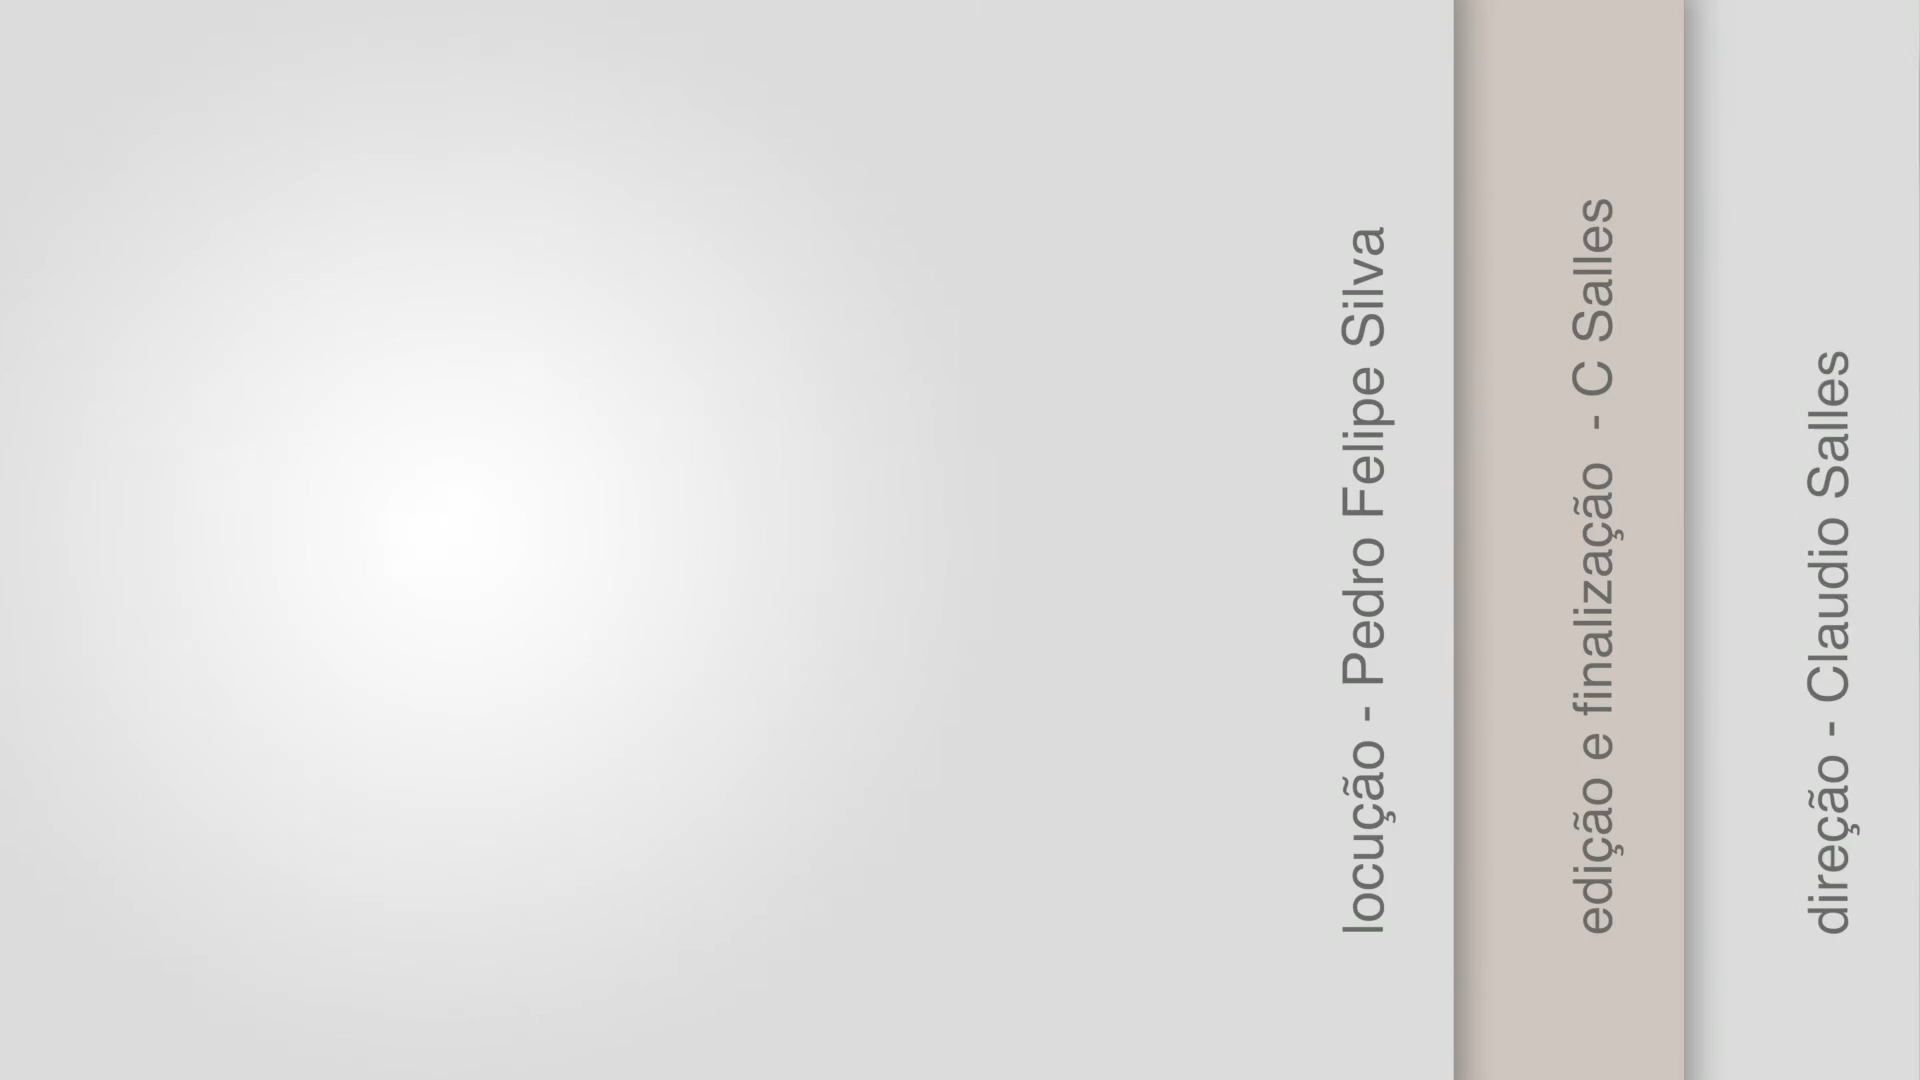 locução - Pedro Felipe Silva
edição e finalização - C Salles
direção - Claudio Salles